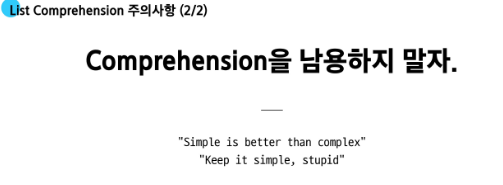 List Comprehension 주의사항 (2/2)
Comprehension을 남용하지 말자.
"Simple is better than complex"
"Keep it simple, stupid"